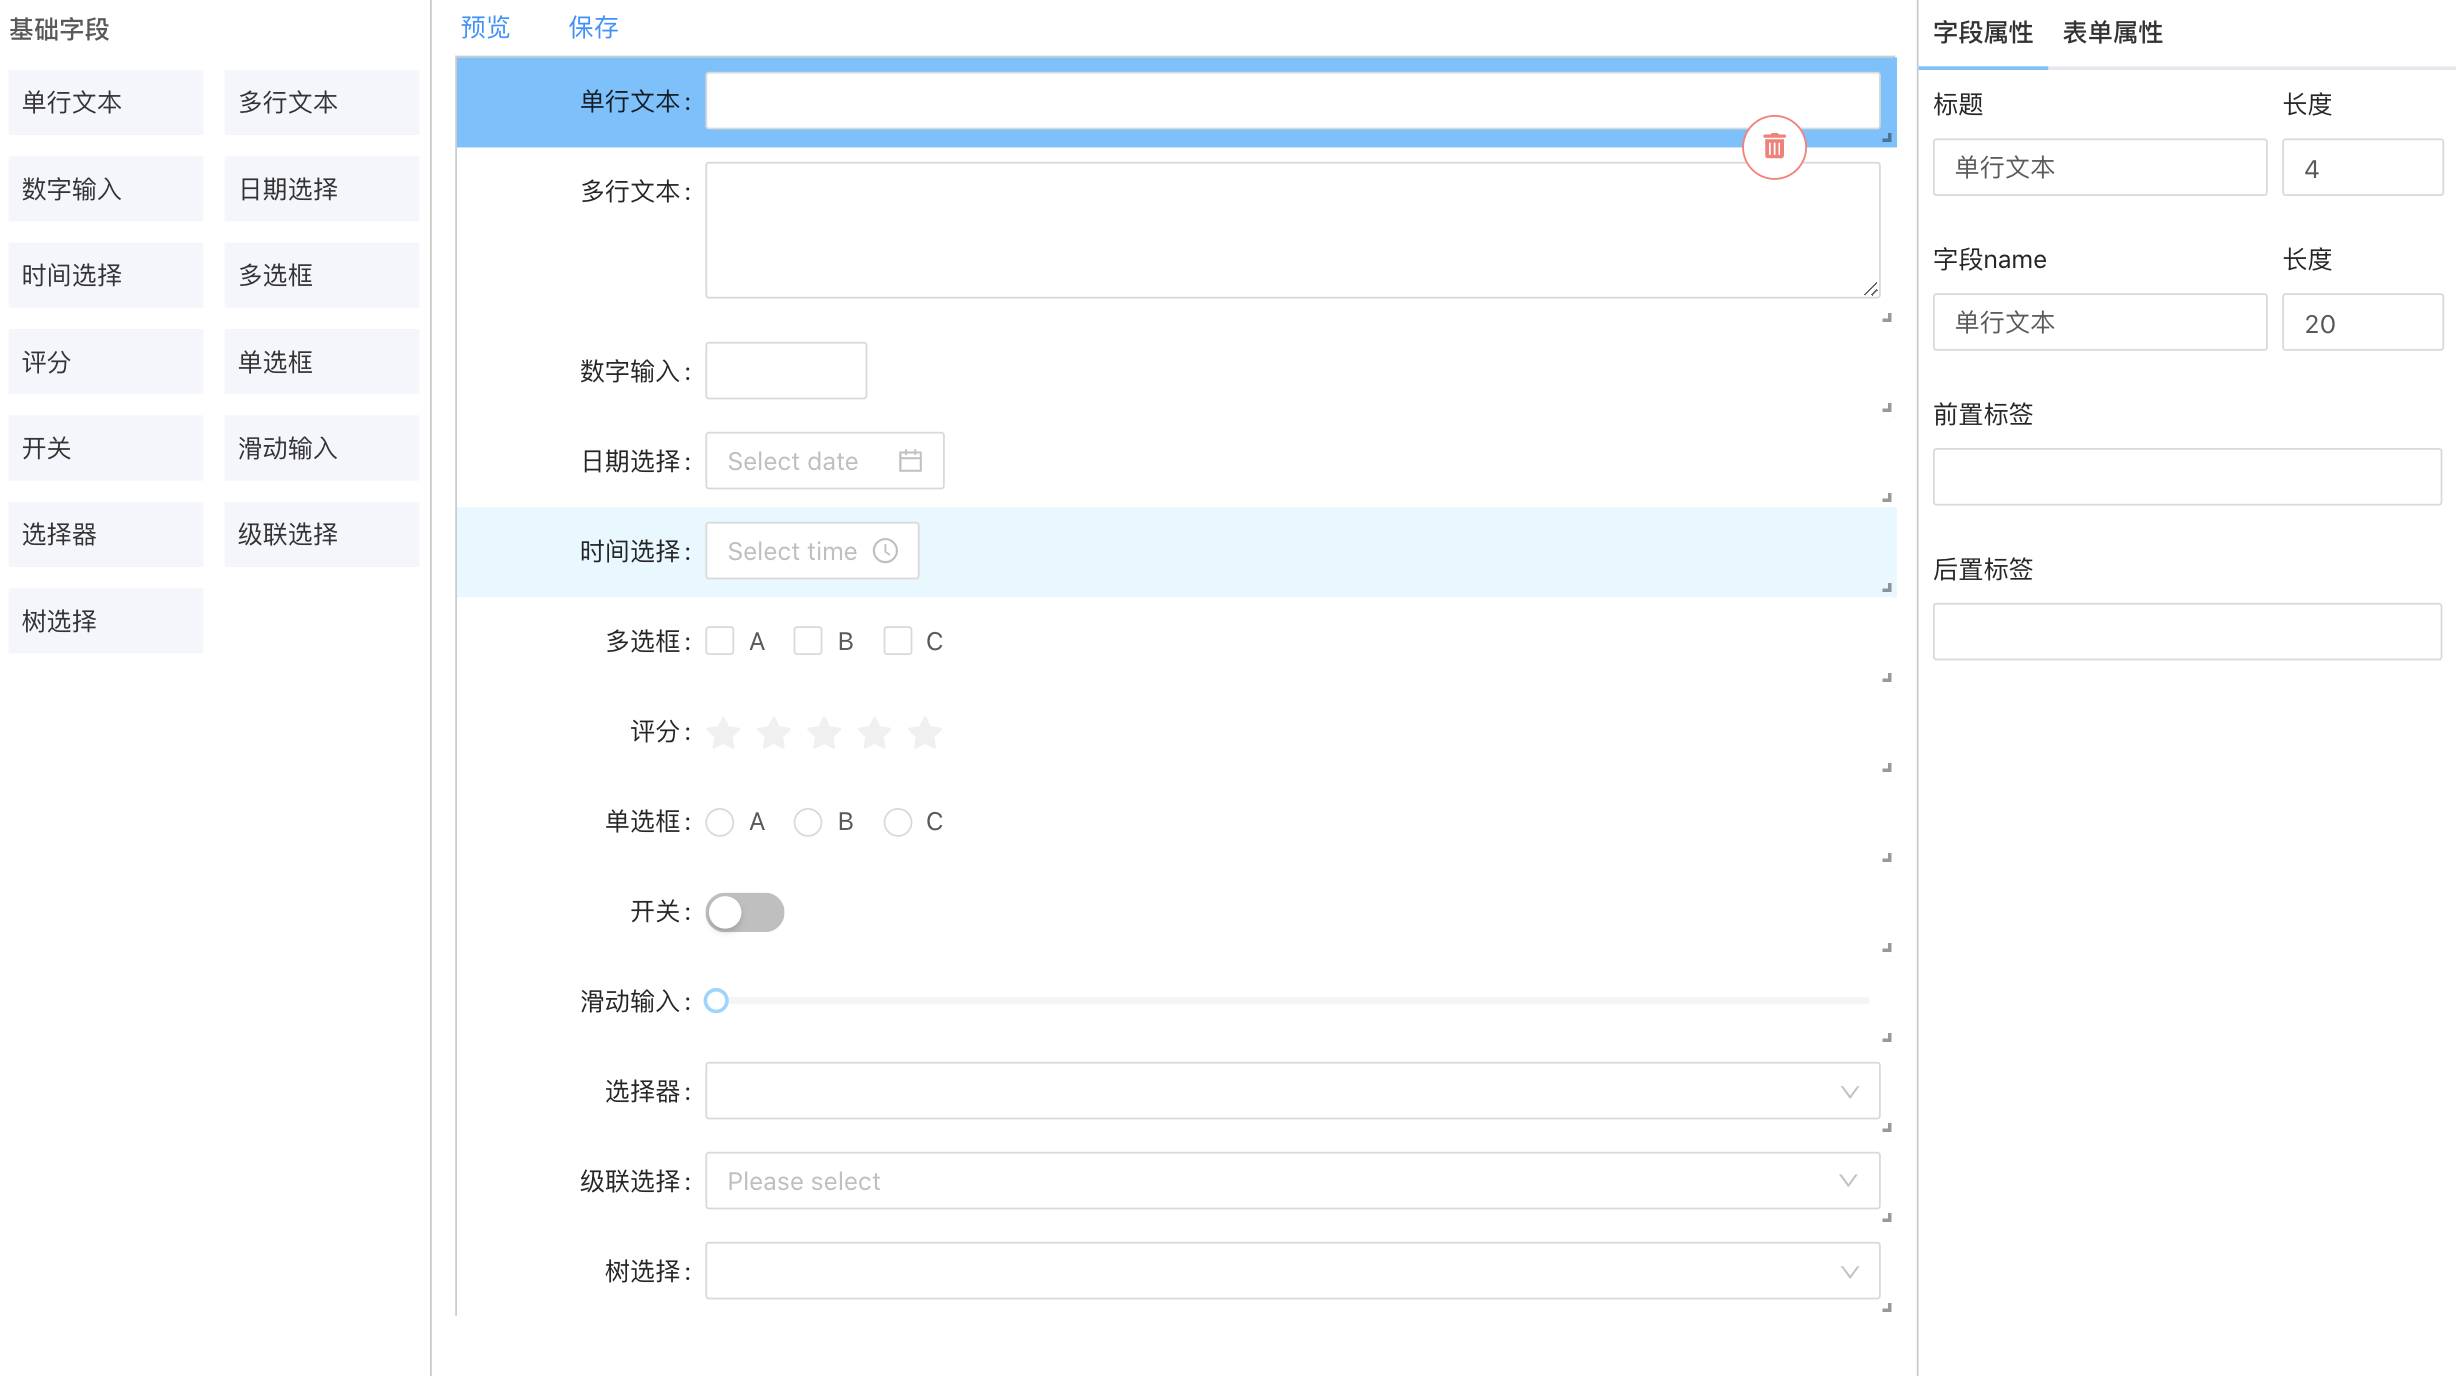 基础字段
单行文本 多行文本
数字输入 日期选择
时间选择 多选框
评分 单选框
开关 滑动输入
选择器 级联选择
树选择
预览 保存
单行文本:
多行文本:
数字输入:
日期选择: Select date
时间选择: Select time
多选框: A B C
评分:
单选框: A B C
开关:
滑动输入:
选择器:
级联选择: Please select
树选择:
字段属性 表单属性
标题 长度
单行文本 4
字段name 长度
单行文本 20
前置标签
后置标签